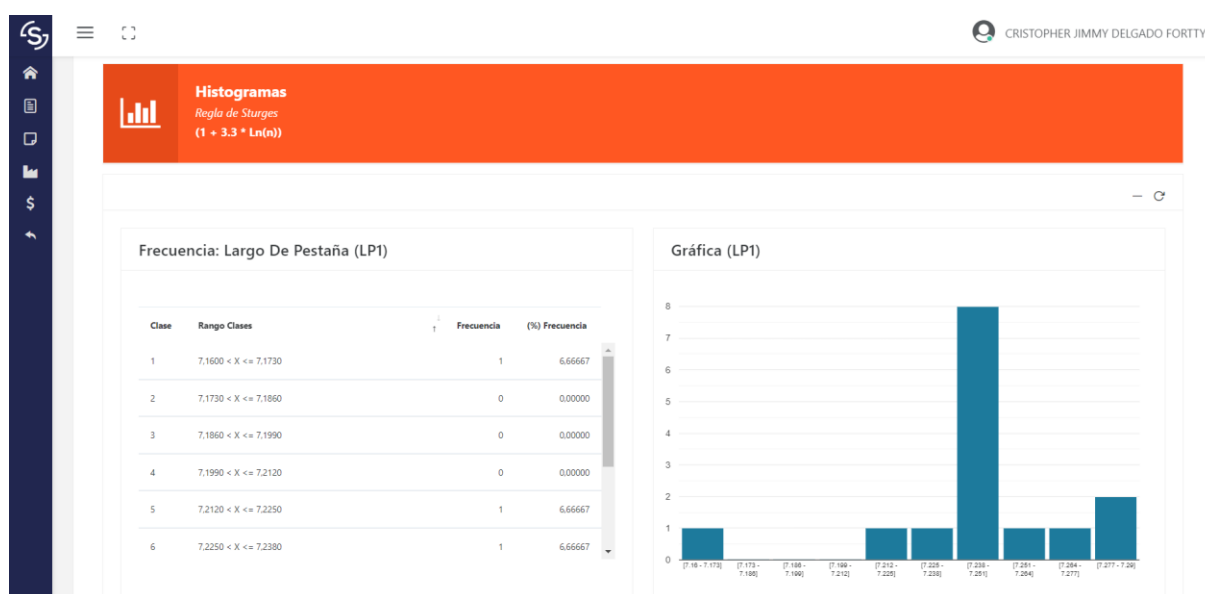 CRISTOPHER JIMMY DELGADO FORTTY
Histogramas
Regla de Sturges
(1 + 3.3 * Ln(n))
Frecuencia: Largo De Pestaña (LP1)
Clase Rango Clases Frecuencia (%) Frecuencia
1 7,1600 < X <= 7,1730 1 6,66667
2 7,1730 < X <= 7,1860 0 0,00000
3 7,1860 < X <= 7,1990 0 0,00000
4 7,1990 < X <= 7,2120 0 0,00000
5 7,2120 < X <= 7,2250 1 6,66667
6 7,2250 < X <= 7,2380 1 6,66667
Gráfica (LP1)
8
7
6
5
4
3
2
1
0
[7.16 - 7.173] [7.173 - 7.186] [7.186 - 7.199] [7.199 - 7.212] [7.212 - 7.225] [7.225 - 7.238] [7.238 - 7.251] [7.251 - 7.264] [7.264 - 7.277] [7.277 - 7.29]